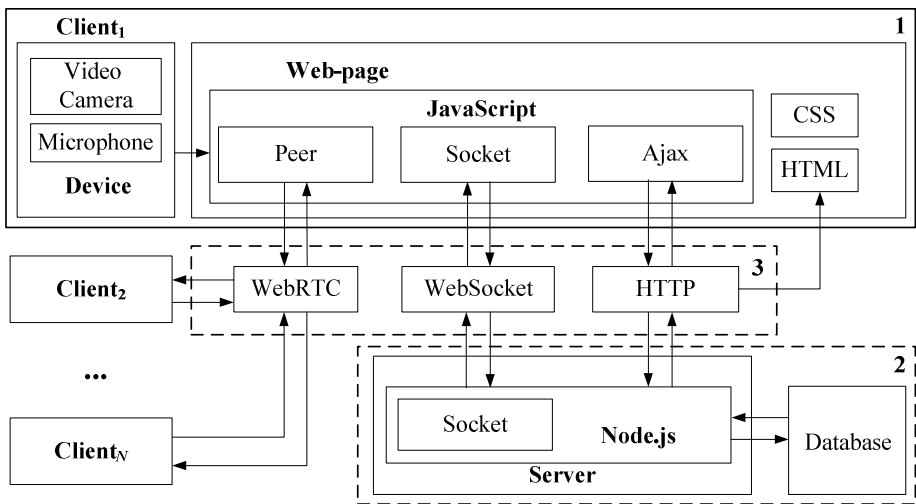 Client₁
1
Video
Camera
Microphone
Device
Web-page
JavaScript
Peer
Socket
Ajax
CSS
HTML
Client₂
WebRTC
WebSocket
HTTP
3
...
2
Client_N
Socket
Node.js
Server
Database